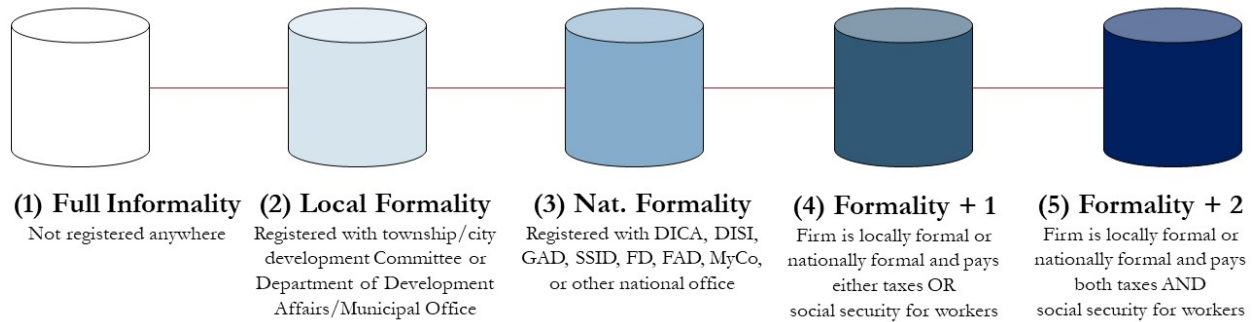 (1) Full Informality
Not registered anywhere
(2) Local Formality
Registered with township/city
development Committee or
Department of Development
Affairs/Municipal Office
(3) Nat. Formality
Registered with DICA, DISI,
GAD, SSID, FD, FAD, MyCo,
or other national office
(4) Formality + 1
Firm is locally formal or
nationally formal and pays
either taxes OR
social security for workers
(5) Formality + 2
Firm is locally formal or
nationally formal and pays
both taxes AND
social security for workers